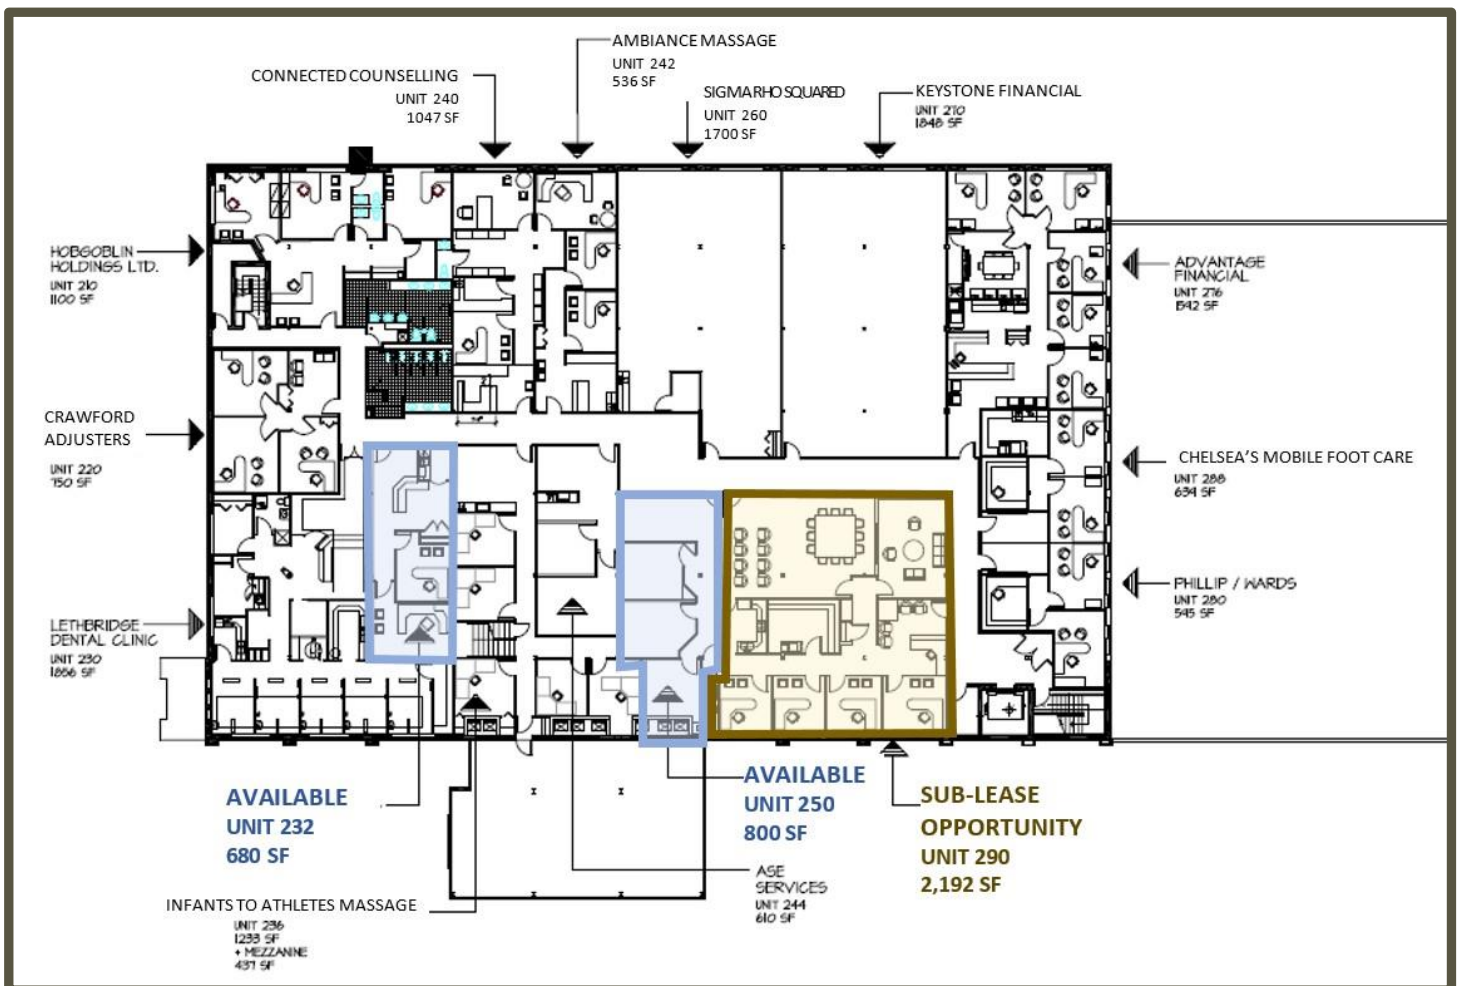 AMBIANCE MASSAGE
UNIT 242
536 SF
CONNECTED COUNSELLING
UNIT 240
1047 SF
SIGMA RHO SQUARED
UNIT 260
1700 SF
KEYSTONE FINANCIAL
UNIT 270
1848 SF
HOBGOBLIN
HOLDINGS LTD.
UNIT 210
1100 SF
ADVANTAGE
FINANCIAL
UNIT 276
1542 SF
CRAWFORD
ADJUSTERS
UNIT 220
750 SF
CHELSEA'S MOBILE FOOT CARE
UNIT 288
634 SF
PHILLIP / WARDS
UNIT 280
545 SF
LETHBRIDGE
DENTAL CLINIC
UNIT 230
1856 SF
AVAILABLE
UNIT 232
680 SF
AVAILABLE
UNIT 250
800 SF
SUB-LEASE
OPPORTUNITY
UNIT 290
2,192 SF
ASE
SERVICES
UNIT 244
610 SF
INFANTS TO ATHLETES MASSAGE
UNIT 236
1233 SF
+ MEZZANINE
437 SF